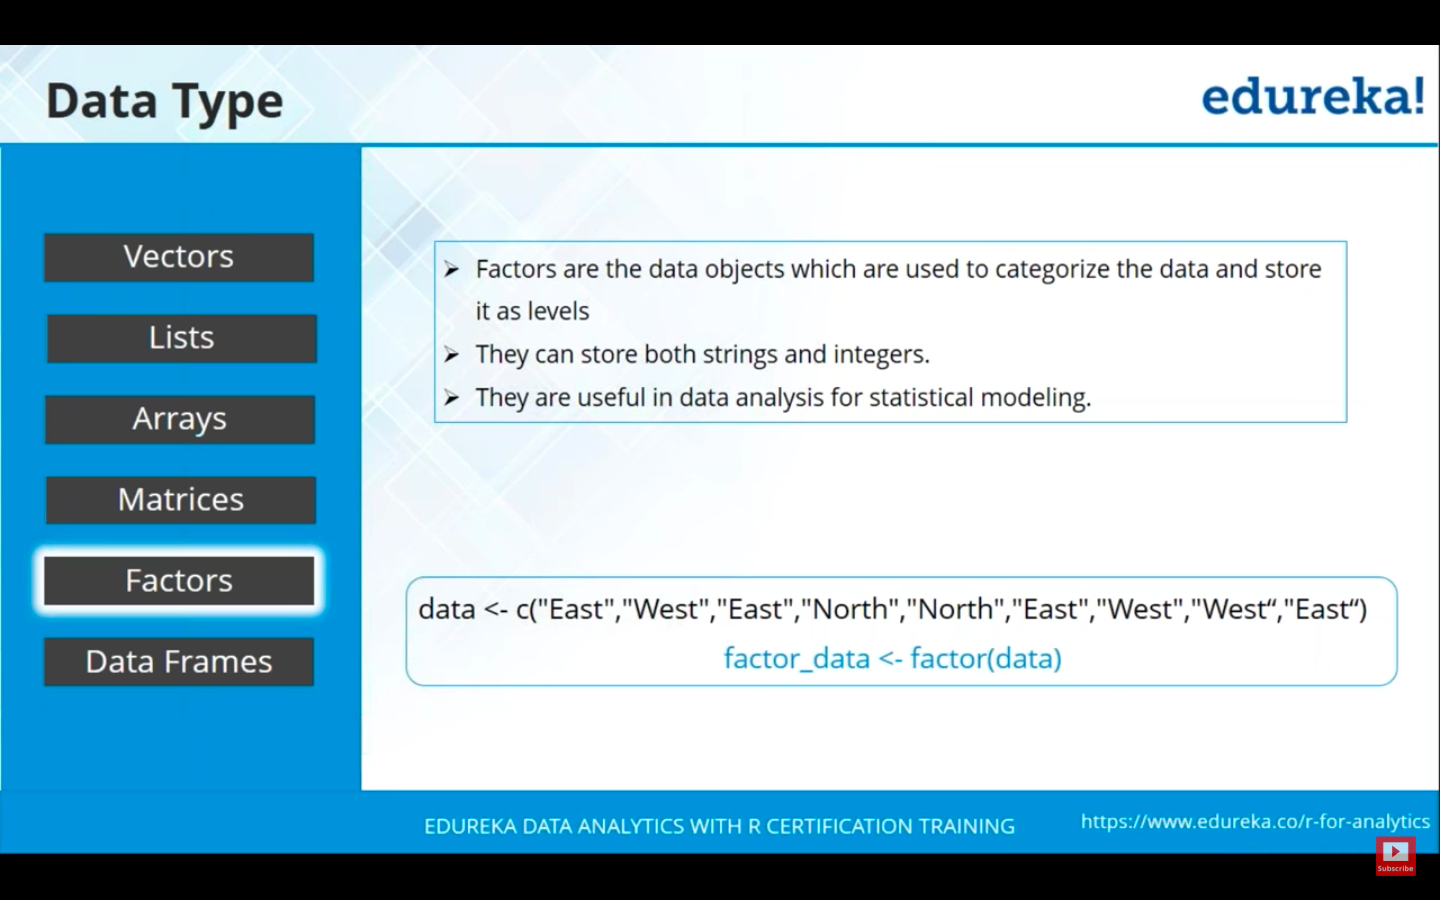 Data Type
edureka!
Vectors
Lists
Arrays
Matrices
Factors
Data Frames
➢ Factors are the data objects which are used to categorize the data and store
it as levels
➢ They can store both strings and integers.
➢ They are useful in data analysis for statistical modeling.
data <- c("East","West","East","North","North","East","West","West“,"East“)
factor_data <- factor(data)
EDUREKA DATA ANALYTICS WITH R CERTIFICATION TRAINING
https://www.edureka.co/r-for-analytics
Subscribe